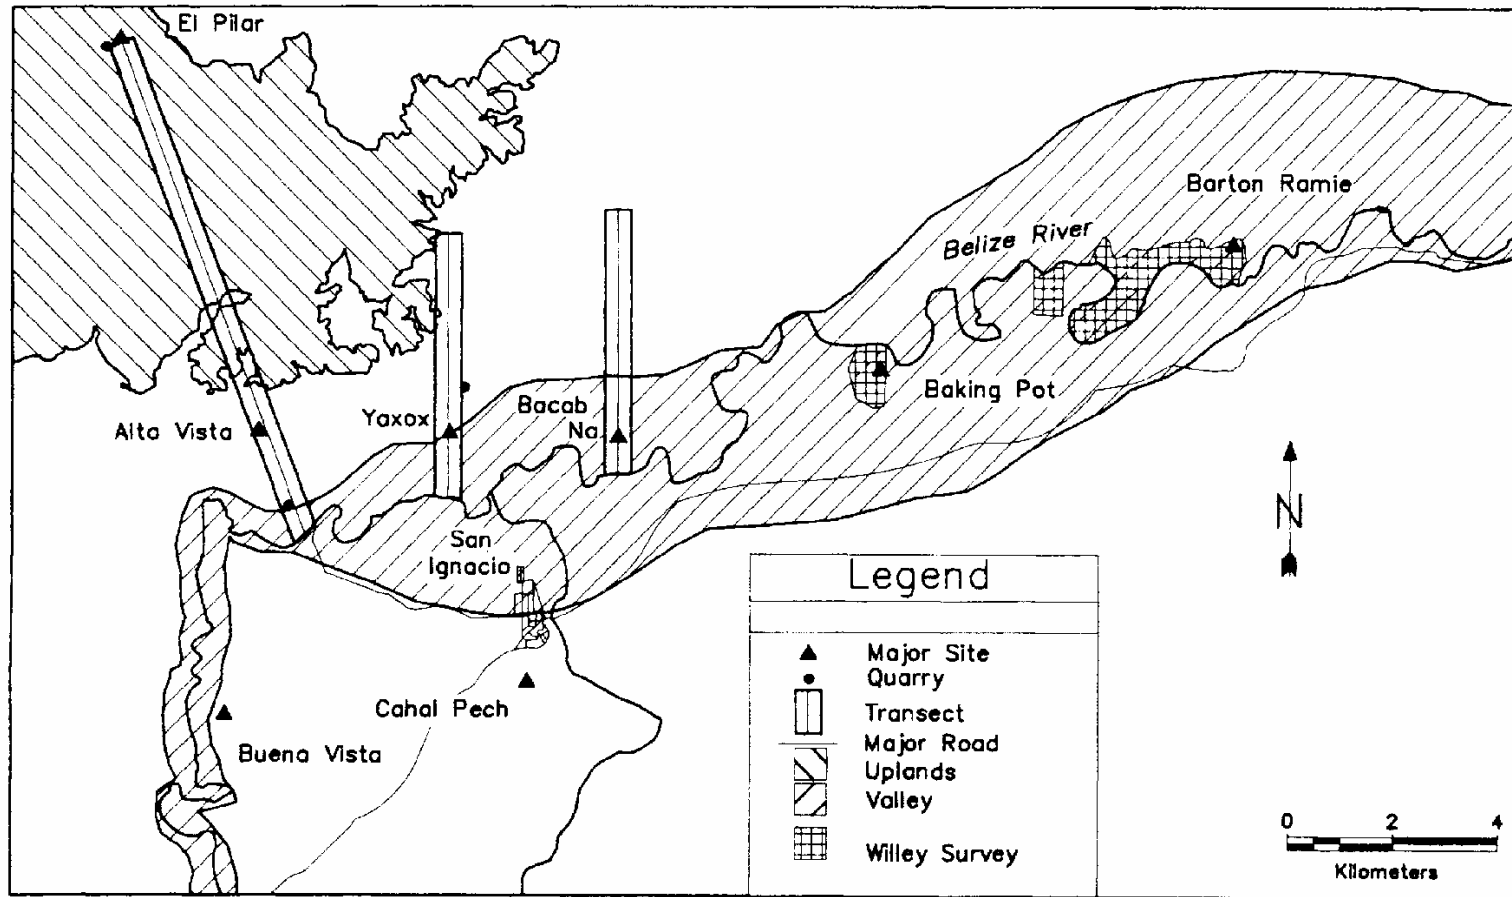 El Pilar
Barton Ramie
Belize River
Alta Vista
Yaxox
Bacab
Na
Baking Pot
San
Ignacio
N
Cahal Pech
Buena Vista
Legend
Major Site
Quarry
Transect
Major Road
Uplands
Valley
Willey Survey
0 2 4
Kilometers